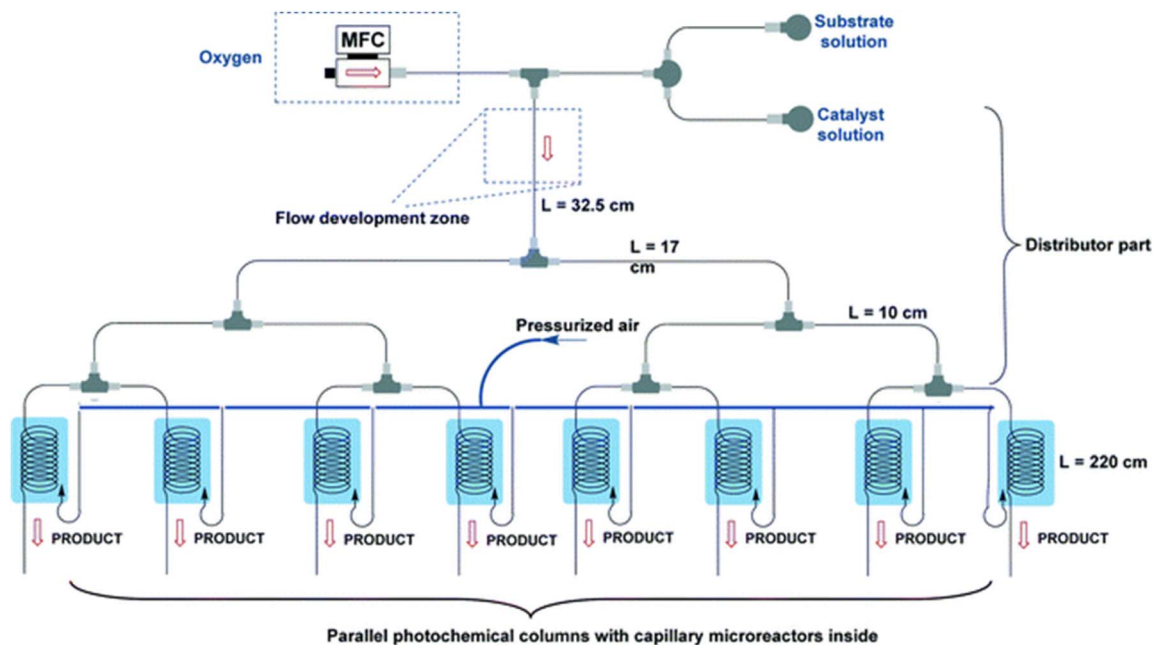 MFC
Oxygen
Substrate
solution
Catalyst
solution
L = 32.5 cm
Flow development zone
L = 17
cm
Distributor part
L = 10 cm
Pressurized air
L = 220 cm
PRODUCT
PRODUCT
PRODUCT
PRODUCT
PRODUCT
PRODUCT
PRODUCT
PRODUCT
Parallel photochemical columns with capillary microreactors inside